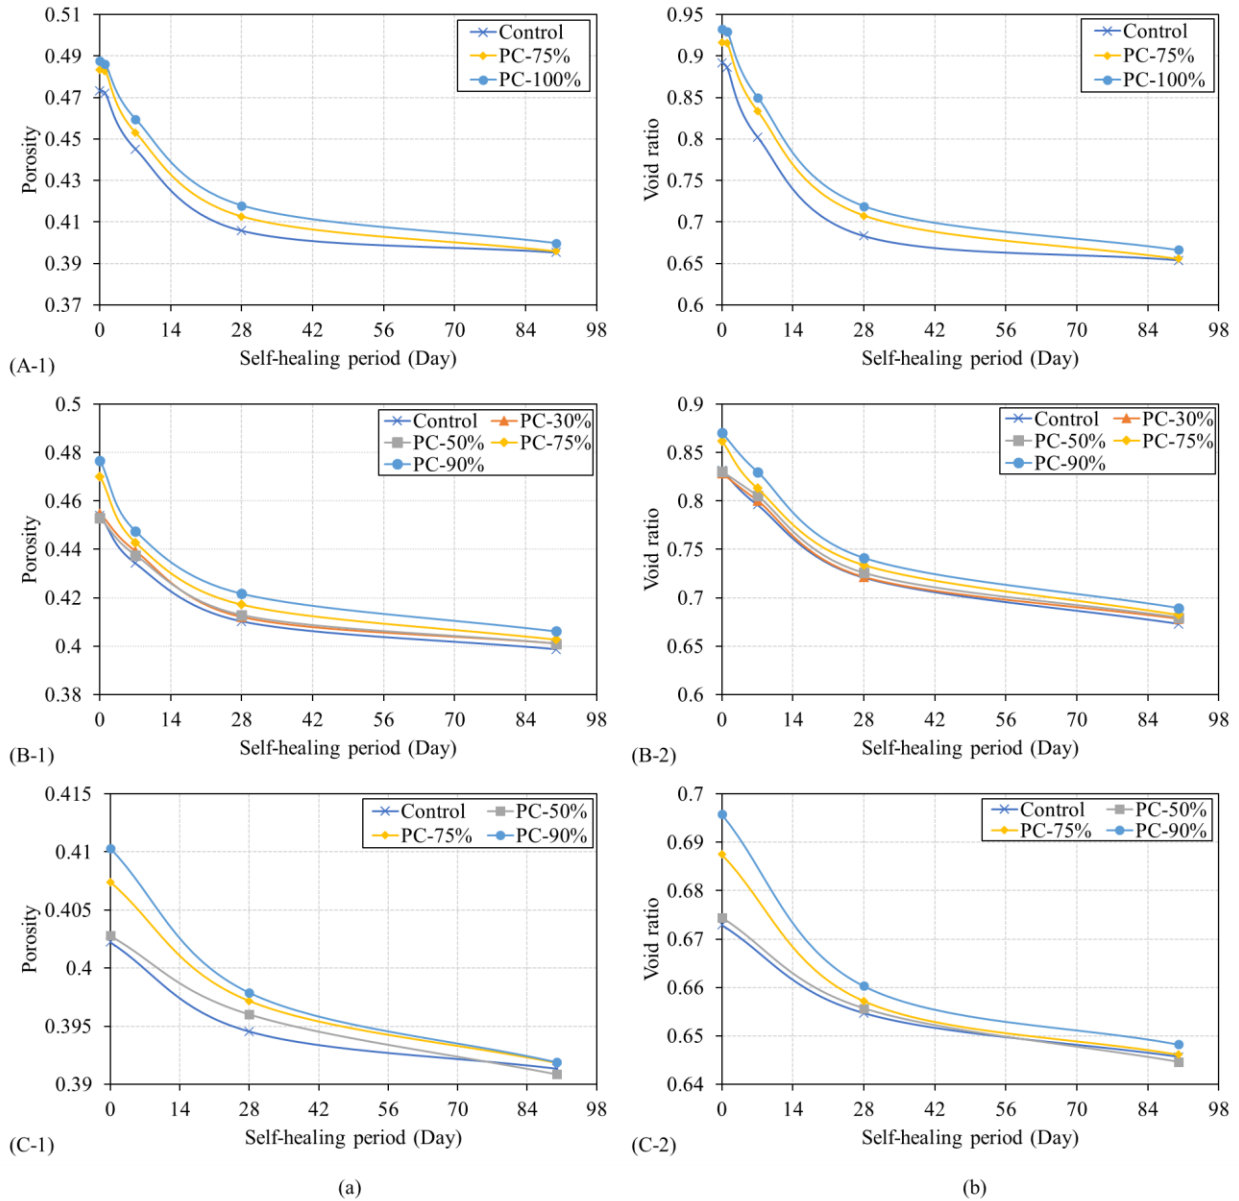 0.51
0.49
0.47
0.45
0.43
0.41
0.39
0.37
Porosity
Control
PC-75%
PC-100%
0 14 28 42 56 70 84 98
Self-healing period (Day)
(A-1)
0.95
0.9
0.85
0.8
0.75
0.7
0.65
0.6
Void ratio
Control
PC-75%
PC-100%
0 14 28 42 56 70 84 98
Self-healing period (Day)
0.5
0.48
0.46
0.44
0.42
0.4
0.38
Porosity
Control PC-30%
PC-50% PC-75%
PC-90%
0 14 28 42 56 70 84 98
Self-healing period (Day)
(B-1)
0.9
0.85
0.8
0.75
0.7
0.65
0.6
Void ratio
Control PC-30%
PC-50% PC-75%
PC-90%
0 14 28 42 56 70 84 98
Self-healing period (Day)
(B-2)
0.415
0.41
0.405
0.4
0.395
0.39
Porosity
Control PC-50%
PC-75% PC-90%
0 14 28 42 56 70 84 98
Self-healing period (Day)
(C-1)
0.7
0.69
0.68
0.67
0.66
0.65
0.64
Void ratio
Control PC-50%
PC-75% PC-90%
0 14 28 42 56 70 84 98
Self-healing period (Day)
(C-2)
(a)
(b)